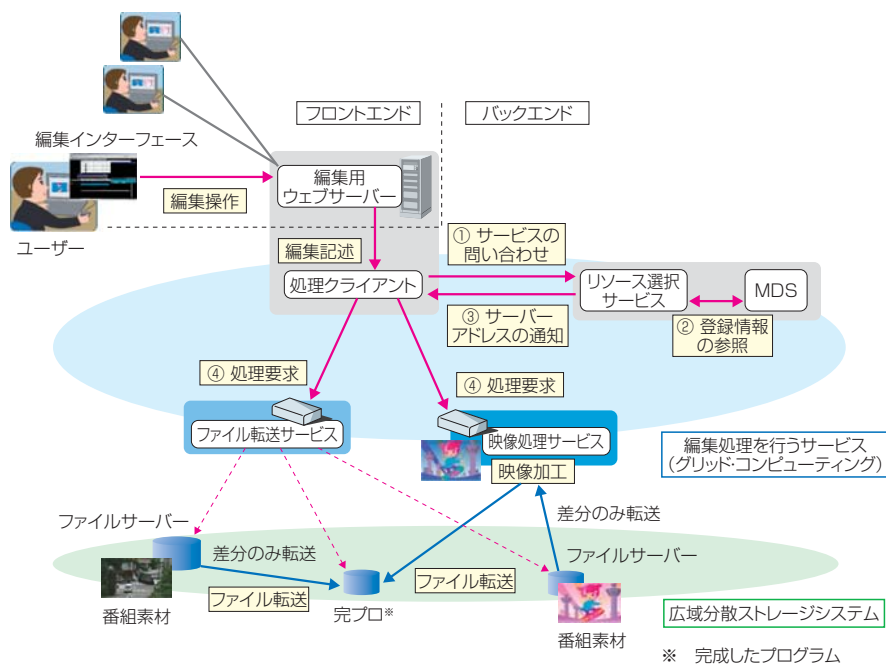 フロントエンド
バックエンド
編集インターフェース
編集用
ウェブサーバー
編集操作
ユーザー
編集記述
① サービスの
問い合わせ
処理クライアント
リソース選択
サービス
MDS
③ サーバー
アドレスの通知
② 登録情報
の参照
④ 処理要求
④ 処理要求
ファイル転送サービス
映像処理サービス
編集処理を行うサービス
(グリッド・コンピューティング)
映像加工
ファイルサーバー
差分のみ転送
差分のみ転送
ファイルサーバー
ファイル転送
ファイル転送
番組素材
完プロ※
番組素材
広域分散ストレージシステム
※ 完成したプログラム